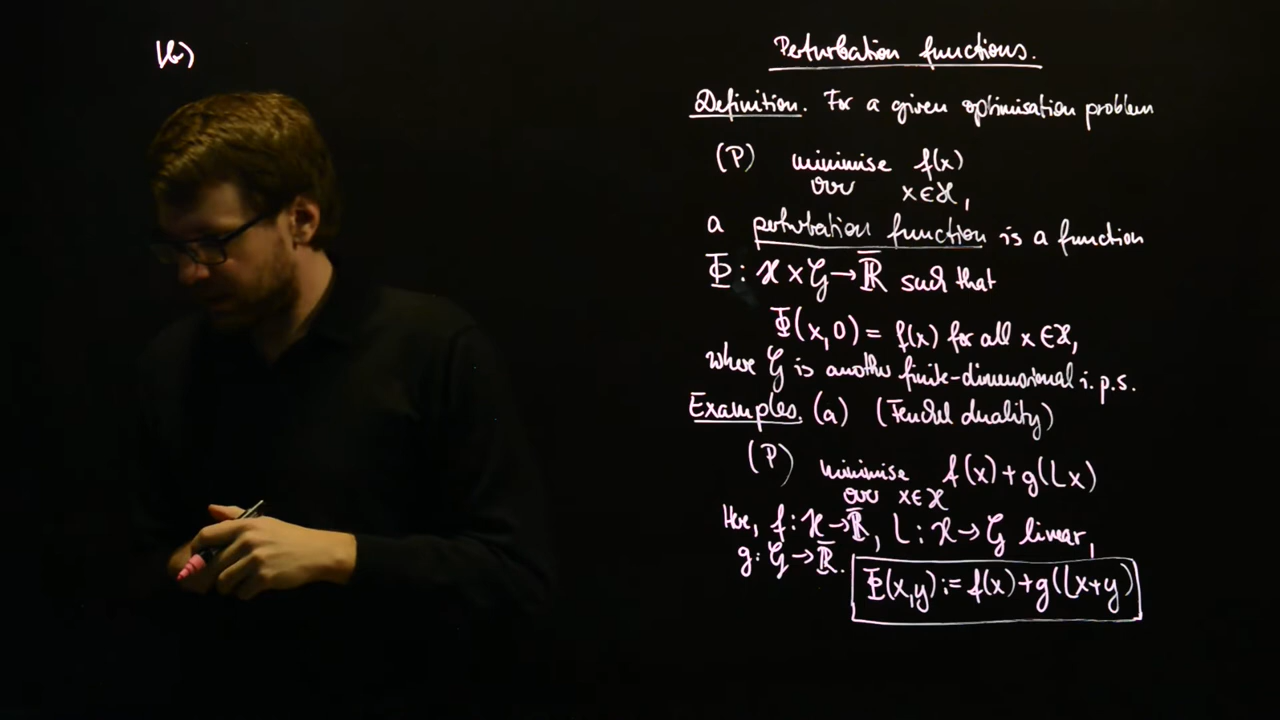 (b)
Perturbation functions.
Definition. For a given optimisation problem
(P) minimise f(x)
over x∈𝓗,
a perturbation function is a function
Φ: 𝓗 × 𝓖 → ℝ̅ such that
Φ(x,0) = f(x) for all x∈𝓗,
where 𝓖 is another finite-dimensional i.p.s.
Examples. (a) (Fenchel duality)
(P) minimise f(x)+g(Lx)
over x∈𝓗
Here, f: 𝓗→ℝ̅, L: 𝓗→𝓖 linear,
g: 𝓖→ℝ̅. Φ(x,y):= f(x)+g(Lx+y)